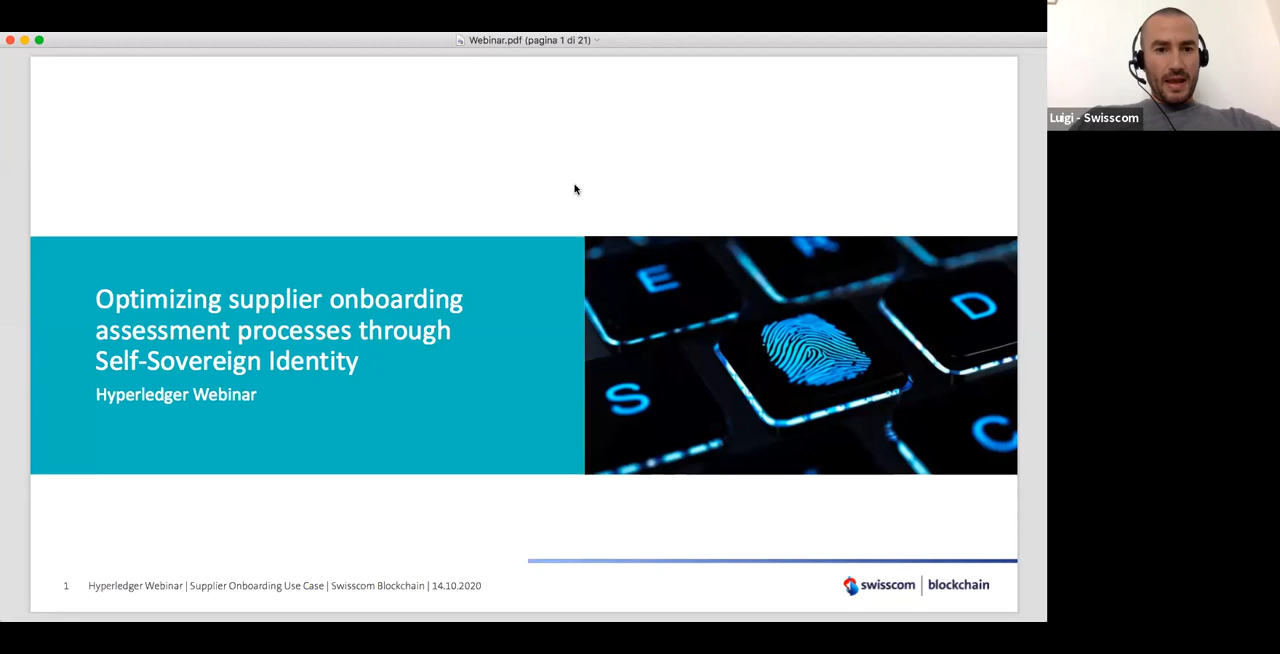 Webinar.pdf (pagina 1 di 21)
Luigi - Swisscom
E
R
D
S
C
Optimizing supplier onboarding
assessment processes through
Self-Sovereign Identity
Hyperledger Webinar
1 Hyperledger Webinar | Supplier Onboarding Use Case | Swisscom Blockchain | 14.10.2020
swisscom | blockchain